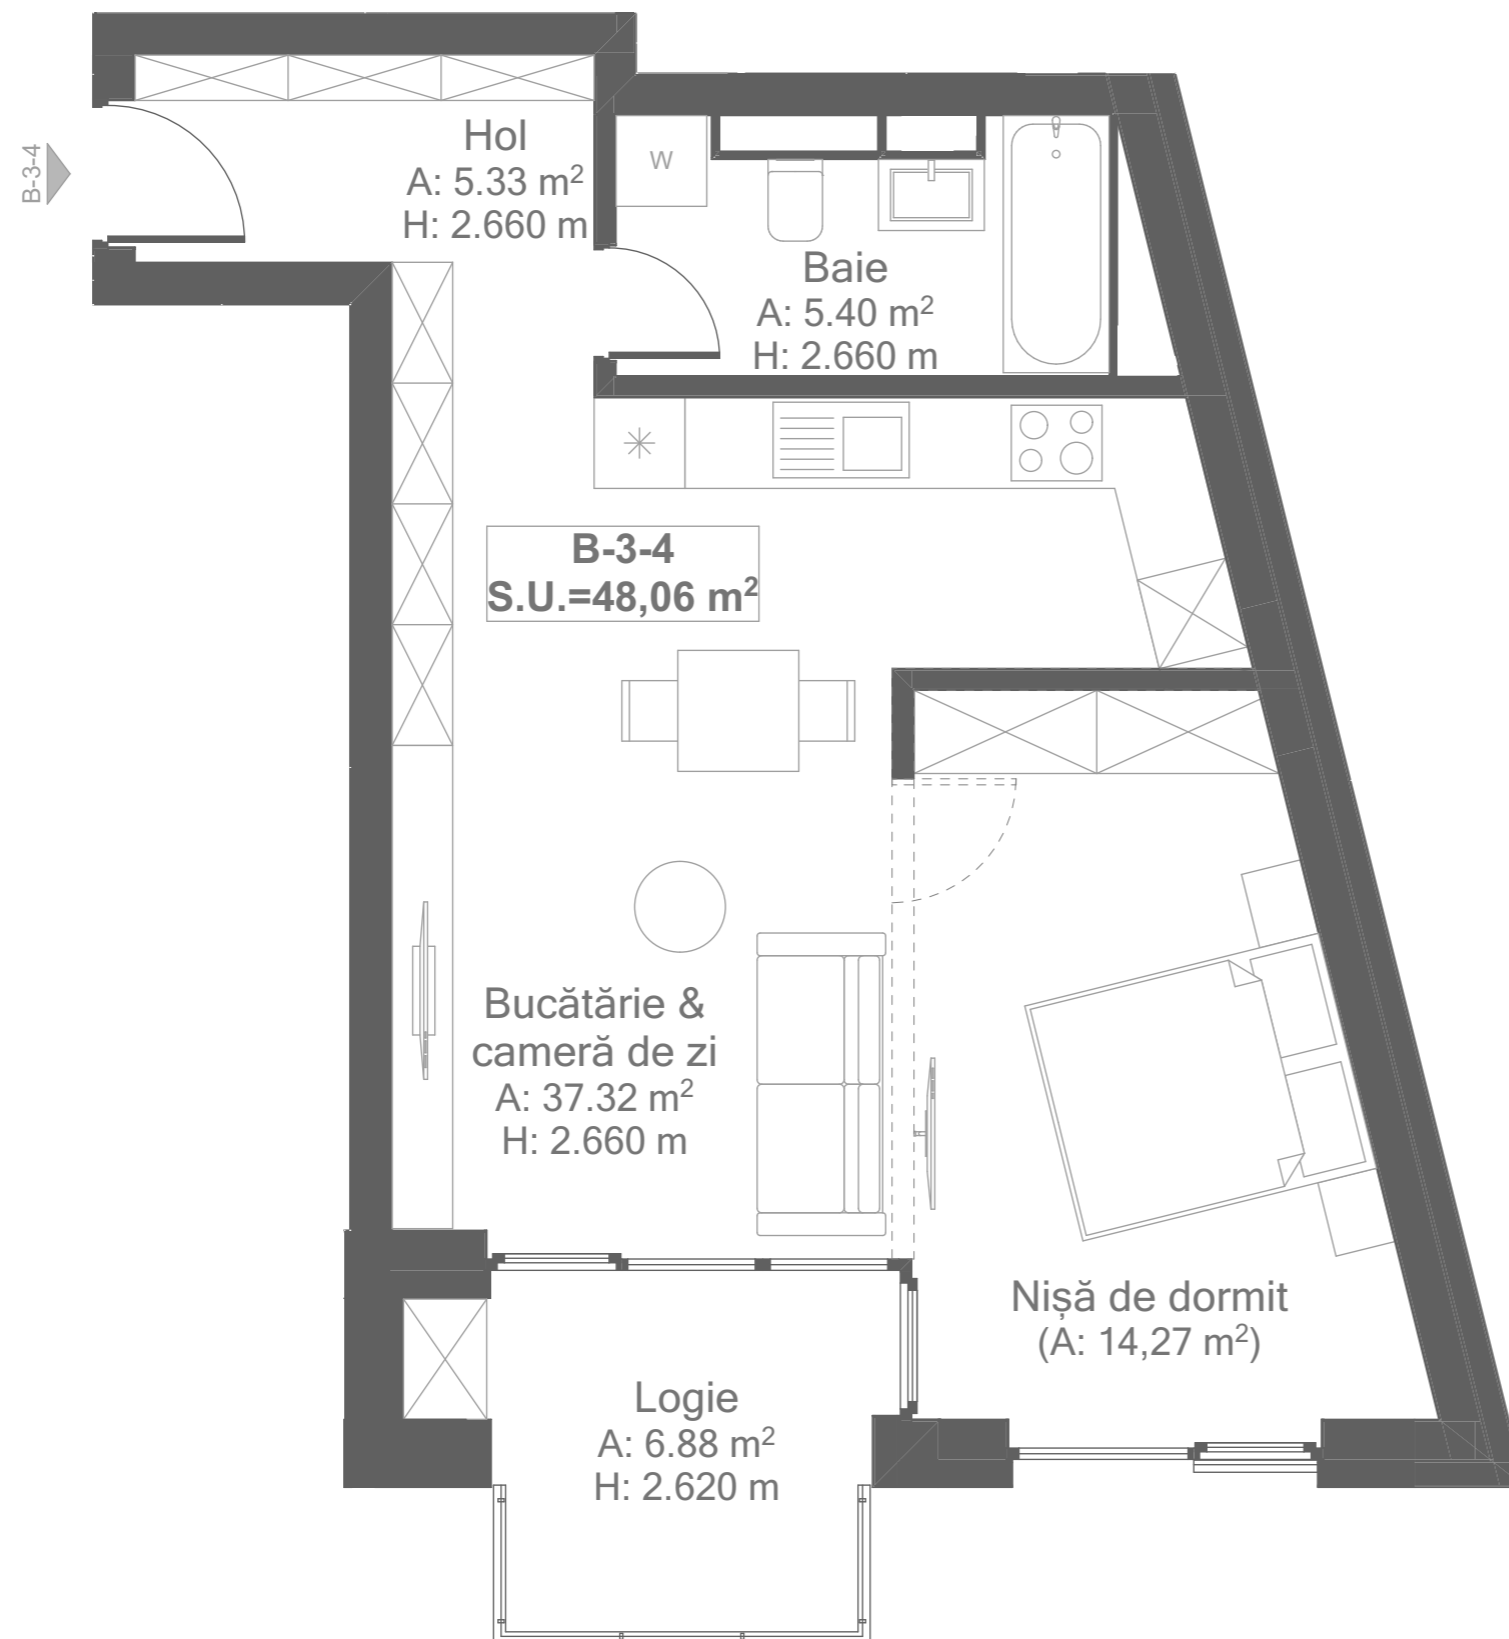 B-3-4
Hol
A: 5.33 m²
H: 2.660 m
W
Baie
A: 5.40 m²
H: 2.660 m
B-3-4
S.U.=48,06 m²
Bucătărie &
cameră de zi
A: 37.32 m²
H: 2.660 m
Nișă de dormit
(A: 14,27 m²)
Logie
A: 6.88 m²
H: 2.620 m